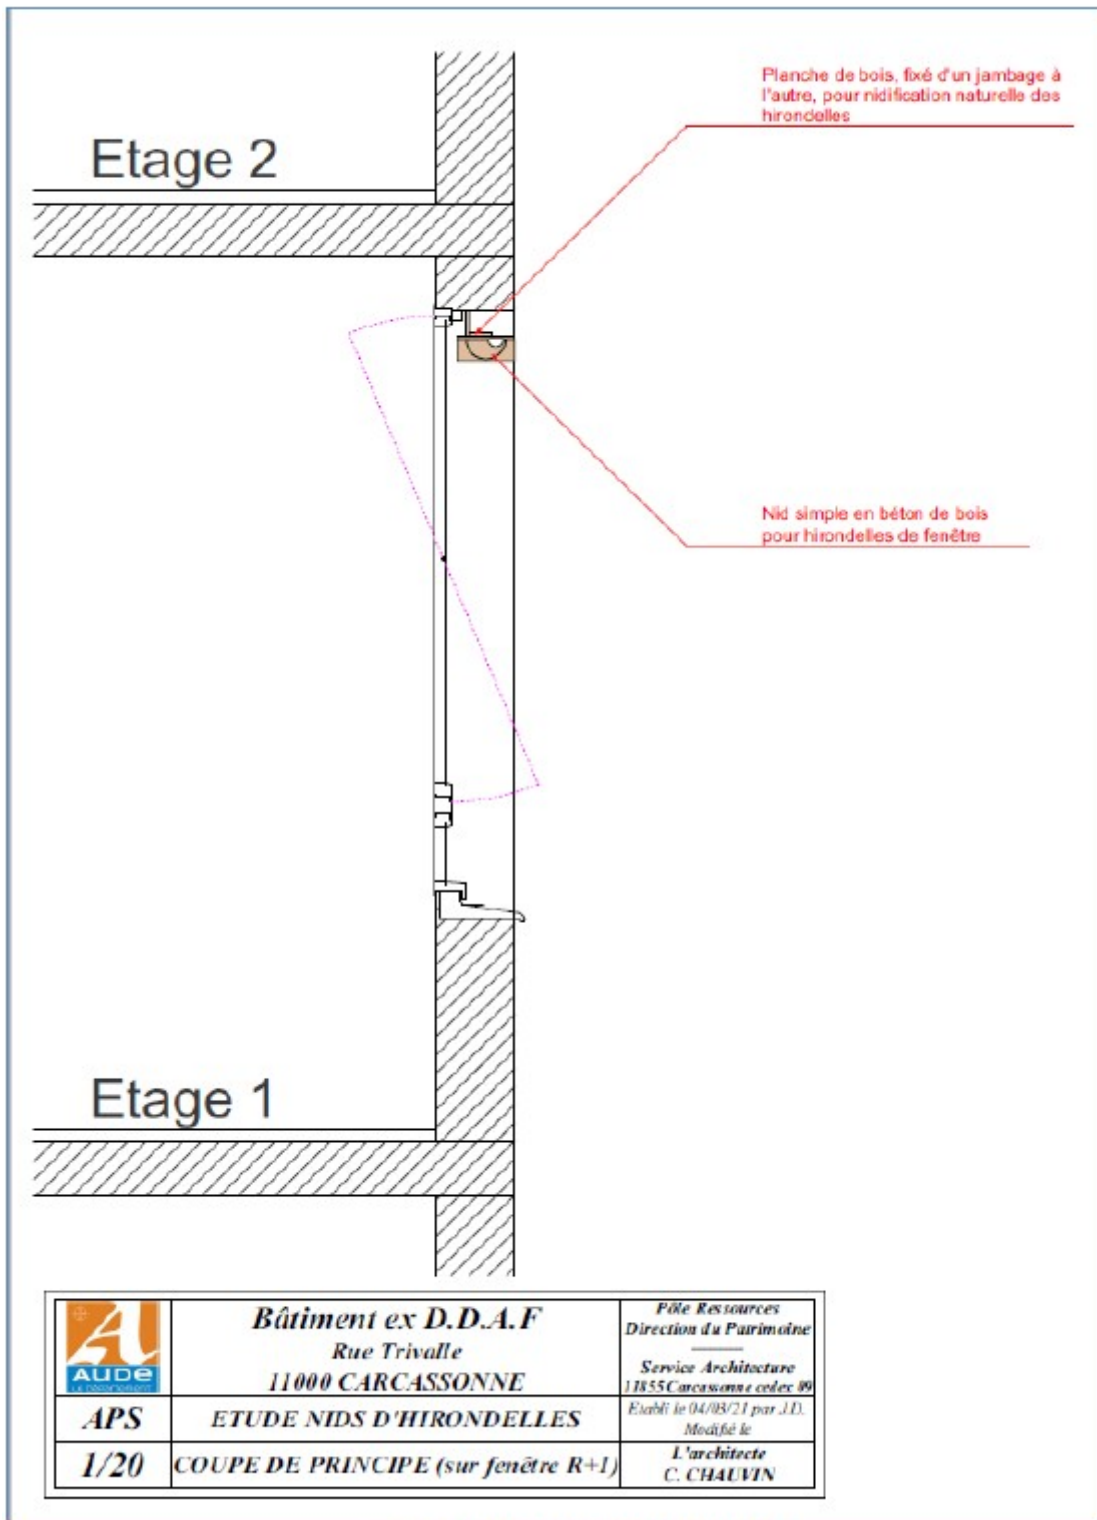 Planche de bois, fixé d'un jambage à
l'autre, pour nidification naturelle des
hirondelles
Etage 2
Nid simple en béton de bois
pour hirondelles de fenêtre
Etage 1
AUDe
Le Département
Bâtiment ex D.D.A.F
Rue Trivalle
11000 CARCASSONNE
Pôle Ressources
Direction du Patrimoine
Service Architecture
11855 Carcassonne cedex 09
APS
ETUDE NIDS D'HIRONDELLES
Etabli le 04/03/21 par J.D.
Modifié le
1/20
COUPE DE PRINCIPE (sur fenêtre R+1)
L'architecte
C. CHAUVIN